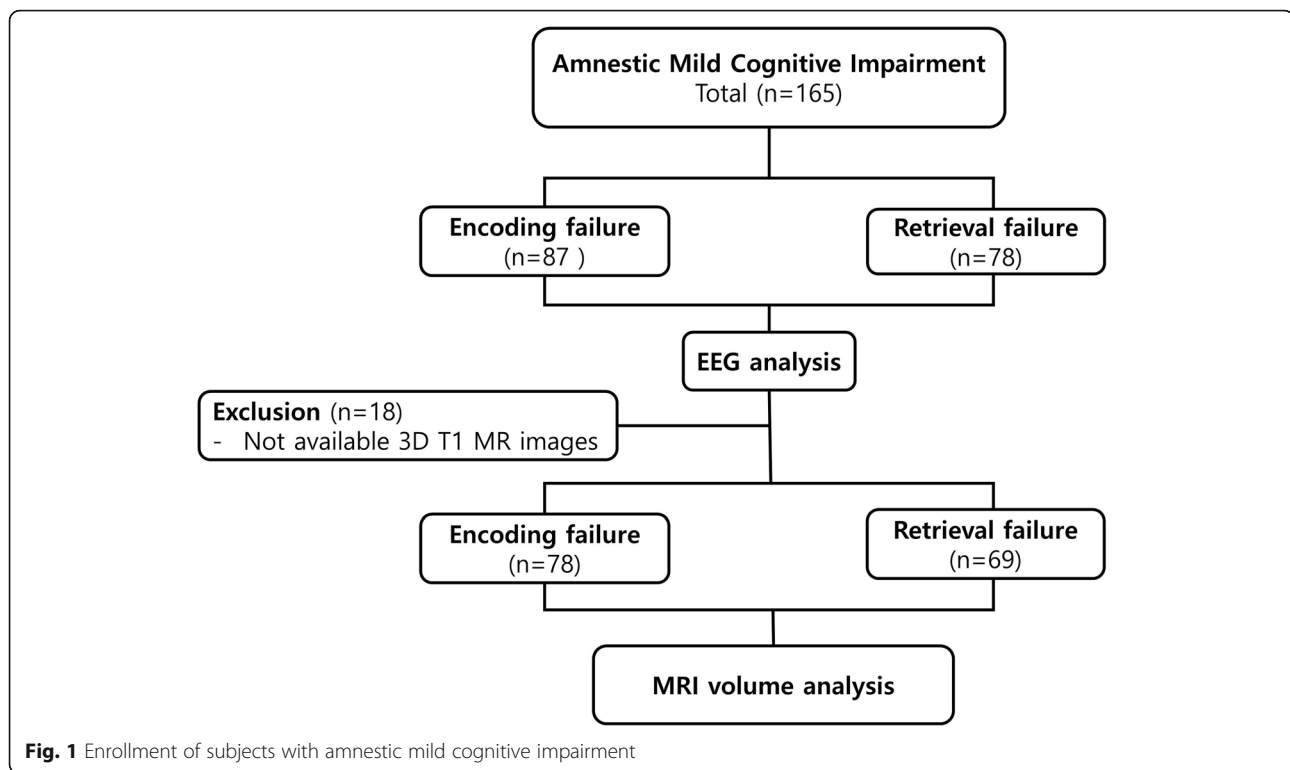 Amnestic Mild Cognitive Impairment
Total (n=165)
Encoding failure
(n=87 )
Retrieval failure
(n=78)
EEG analysis
Exclusion (n=18)
- Not available 3D T1 MR images
Encoding failure
(n=78)
Retrieval failure
(n=69)
MRI volume analysis
Fig. 1 Enrollment of subjects with amnestic mild cognitive impairment